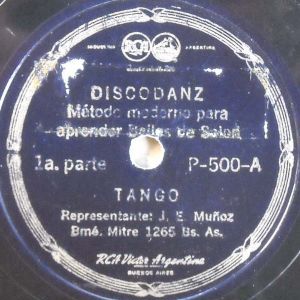 INDUSTRIA ARGENTINA
RCA
DISCODANZ
Método moderno para
aprender Bailes de Salón
1a. parte P-500-A
TANGO
Representante: J. E. Muñoz
Bmé. Mitre 1265 Bs. As.
RCA Victor Argentina
BUENOS AIRES